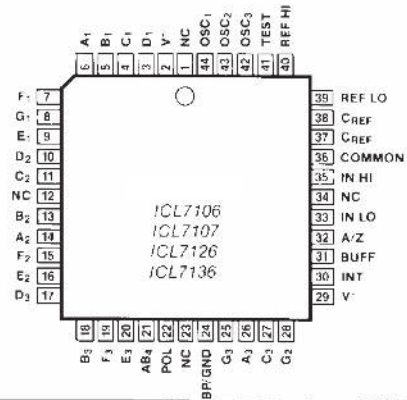 A₁ B₁ C₁ D₁ V⁺ NC OSC₁ OSC₂ OSC₃ TEST REF HI
6 5 4 3 2 1 44 43 42 41 40
F₁ 7
G₁ 8
E₁ 9
D₂ 10
C₂ 11
NC 12
B₂ 13
A₂ 14
F₂ 15
E₂ 16
D₃ 17
ICL7106
ICL7107
ICL7126
ICL7136
39 REF LO
38 CREF
37 CREF
36 COMMON
35 IN HI
34 NC
33 IN LO
32 A/Z
31 BUFF
30 INT
29 V⁻
18 19 20 21 22 23 24 25 26 27 28
B₃ F₃ E₃ AB₄ POL NC BP/GND G₃ A₃ C₃ G₂